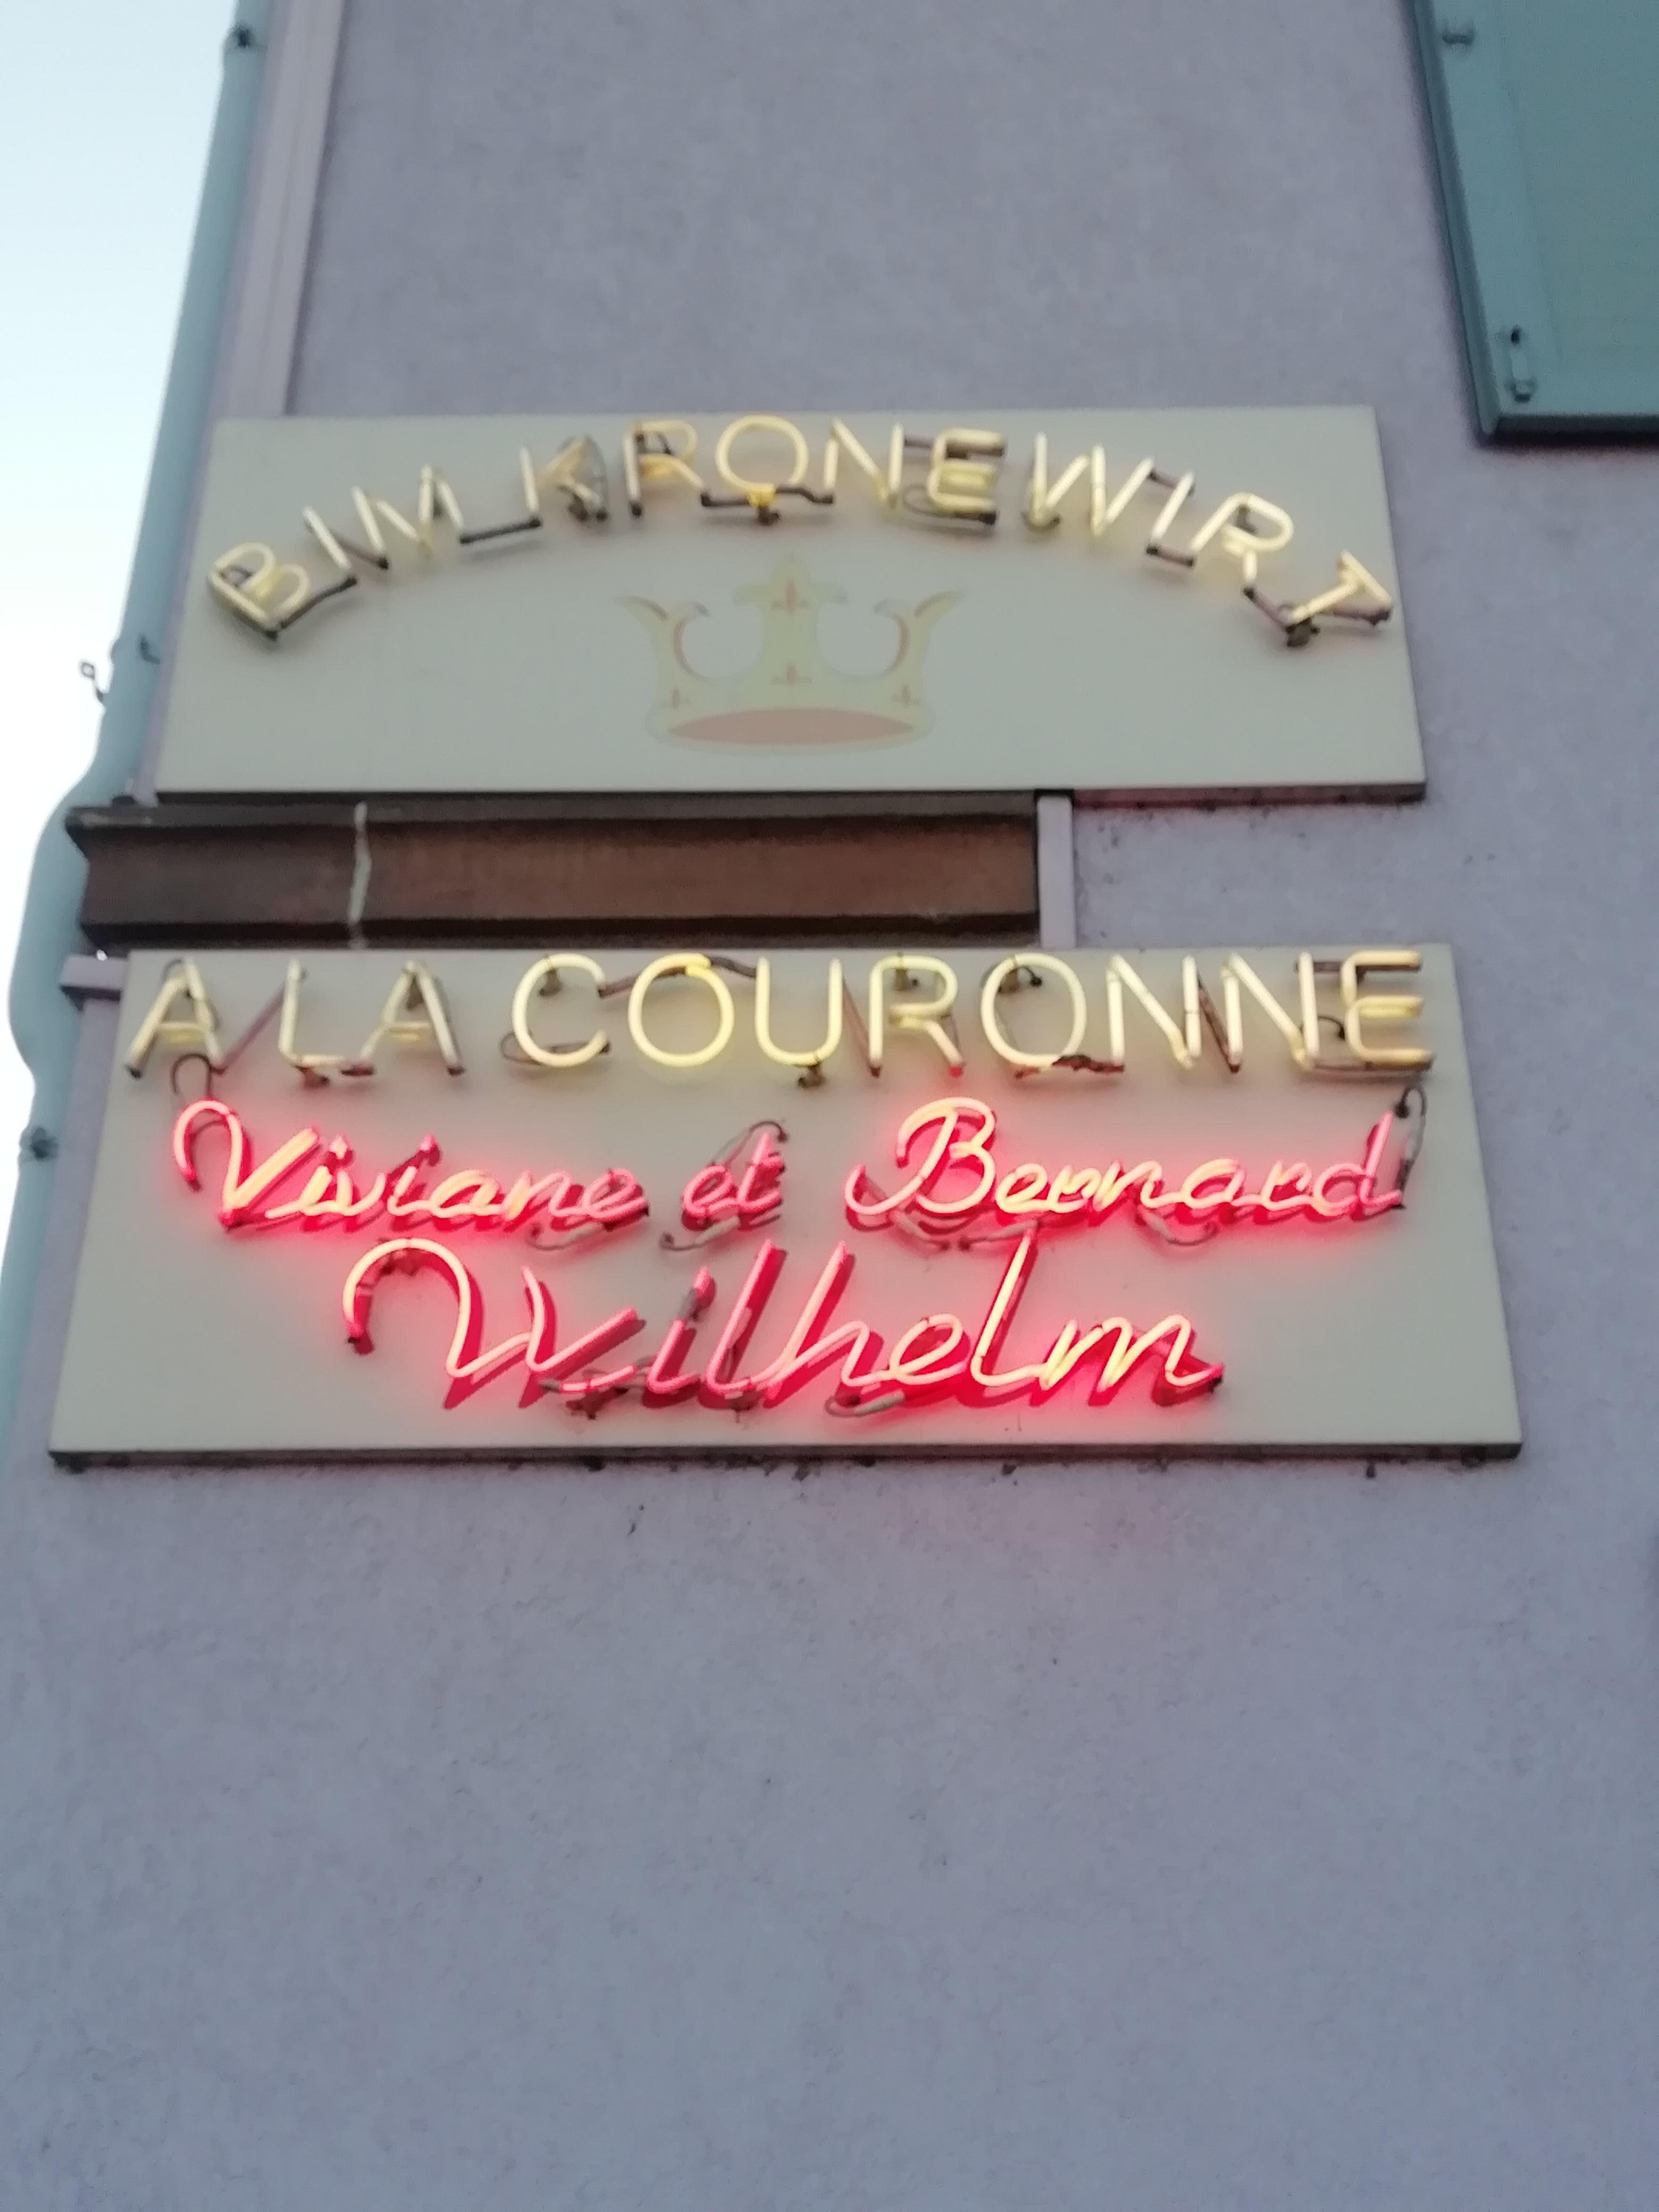 BIM KRONEWIRT
A LA COURONNE
Viviane et Bernard
Wilhelm